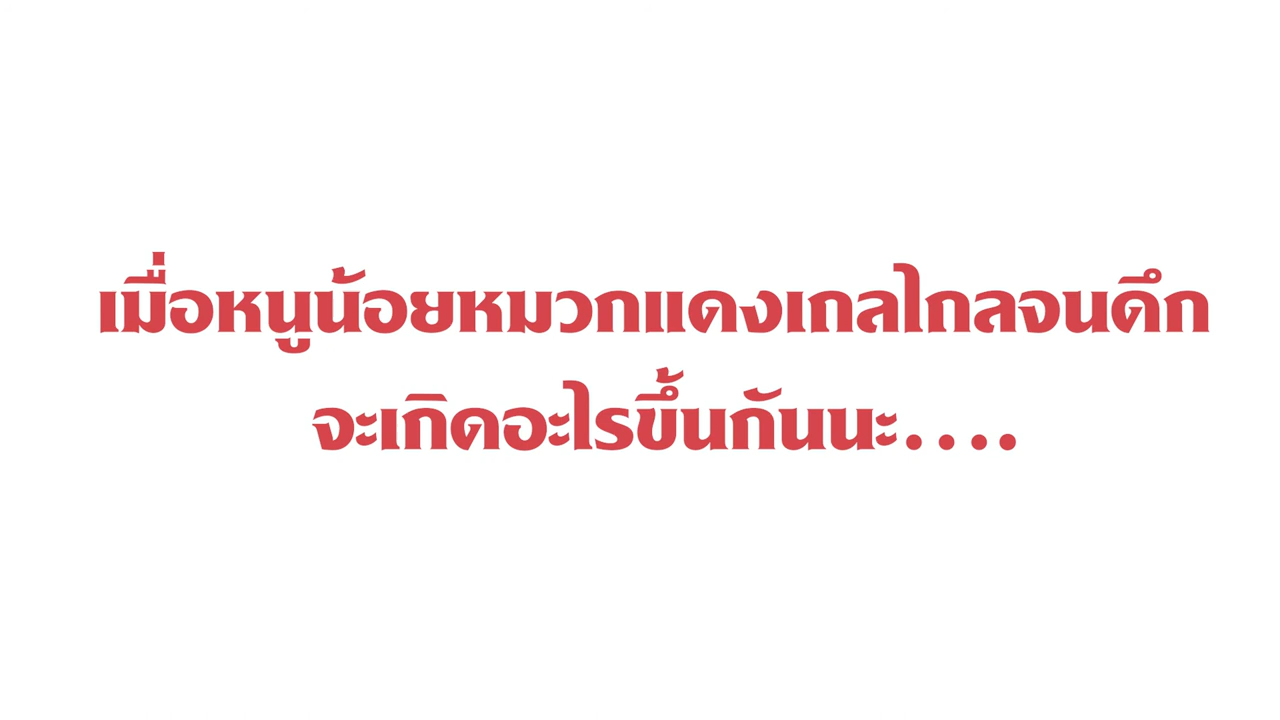 เมื่อหนูน้อยหมวกแดงเกลไกลจนดึก
จะเกิดอะไรขึ้นกันนะ....